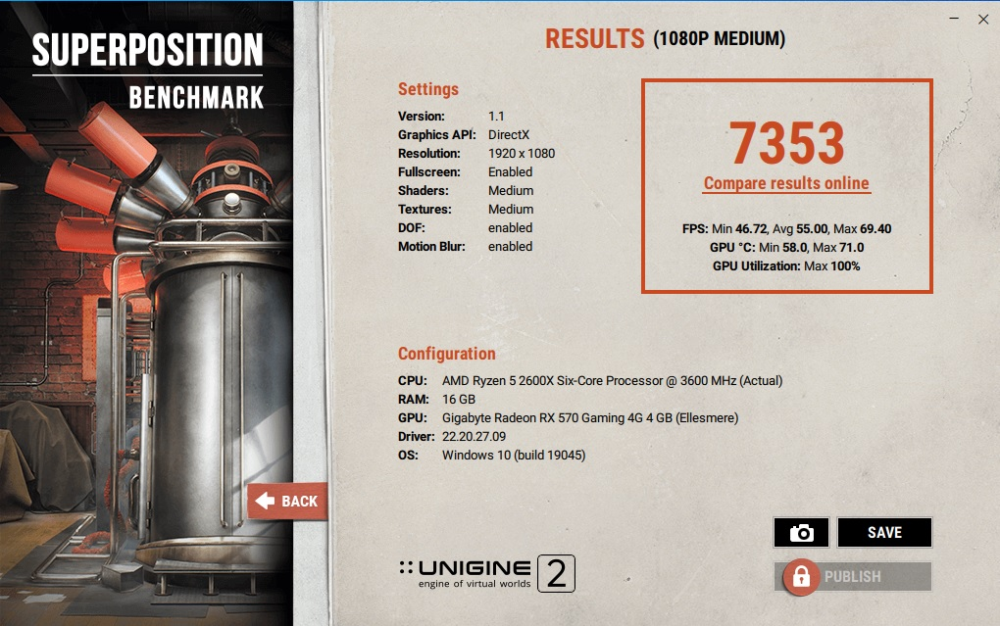 SUPERPOSITION
BENCHMARK
RESULTS (1080P MEDIUM)
Settings
Version: 1.1
Graphics API: DirectX
Resolution: 1920 x 1080
Fullscreen: Enabled
Shaders: Medium
Textures: Medium
DOF: enabled
Motion Blur: enabled
7353
Compare results online
FPS: Min 46.72, Avg 55.00, Max 69.40
GPU °C: Min 58.0, Max 71.0
GPU Utilization: Max 100%
Configuration
CPU: AMD Ryzen 5 2600X Six-Core Processor @ 3600 MHz (Actual)
RAM: 16 GB
GPU: Gigabyte Radeon RX 570 Gaming 4G 4 GB (Ellesmere)
Driver: 22.20.27.09
OS: Windows 10 (build 19045)
BACK
SAVE
PUBLISH
UNIGINE 2
engine of virtual worlds